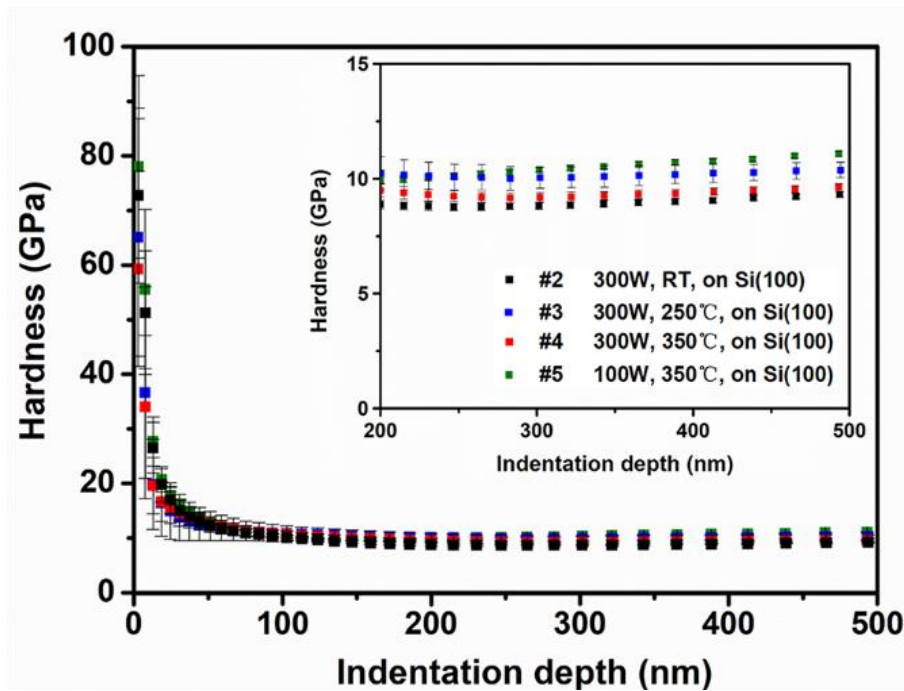 100
80
60
40
20
0
Hardness (GPa)
0 100 200 300 400 500
Indentation depth (nm)
15
10
5
0
Hardness (GPa)
#2 300W, RT, on Si(100)
#3 300W, 250℃, on Si(100)
#4 300W, 350℃, on Si(100)
#5 100W, 350℃, on Si(100)
200 300 400 500
Indentation depth (nm)